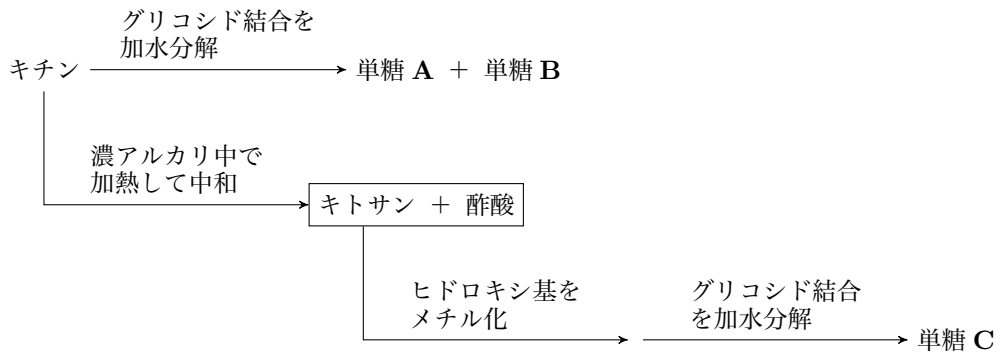 グリコシド結合を
加水分解
キチン
単糖 A + 単糖 B
濃アルカリ中で
加熱して中和
キトサン + 酢酸
ヒドロキシ基を
メチル化
グリコシド結合
を加水分解
単糖 C